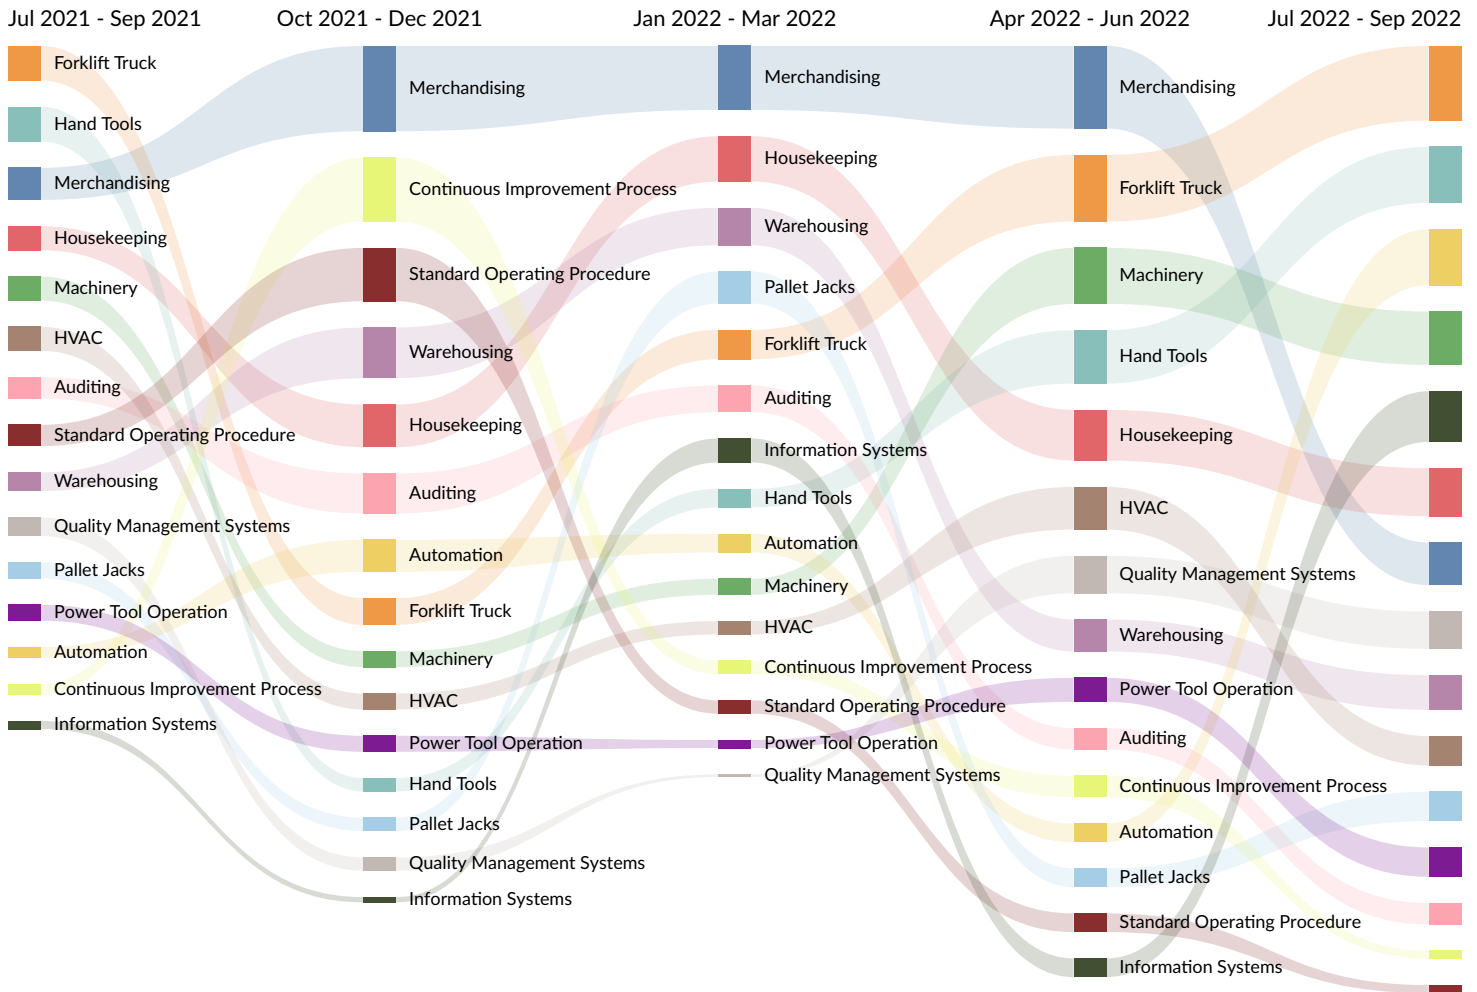 Jul 2021 - Sep 2021
Oct 2021 - Dec 2021
Jan 2022 - Mar 2022
Apr 2022 - Jun 2022
Jul 2022 - Sep 2022
Forklift Truck
Hand Tools
Merchandising
Housekeeping
Machinery
HVAC
Auditing
Standard Operating Procedure
Warehousing
Quality Management Systems
Pallet Jacks
Power Tool Operation
Automation
Continuous Improvement Process
Information Systems
Merchandising
Continuous Improvement Process
Standard Operating Procedure
Warehousing
Housekeeping
Auditing
Automation
Forklift Truck
Machinery
HVAC
Power Tool Operation
Hand Tools
Pallet Jacks
Quality Management Systems
Information Systems
Merchandising
Housekeeping
Warehousing
Pallet Jacks
Forklift Truck
Auditing
Information Systems
Hand Tools
Automation
Machinery
HVAC
Continuous Improvement Process
Standard Operating Procedure
Power Tool Operation
Quality Management Systems
Merchandising
Forklift Truck
Machinery
Hand Tools
Housekeeping
HVAC
Quality Management Systems
Warehousing
Power Tool Operation
Auditing
Continuous Improvement Process
Automation
Pallet Jacks
Standard Operating Procedure
Information Systems